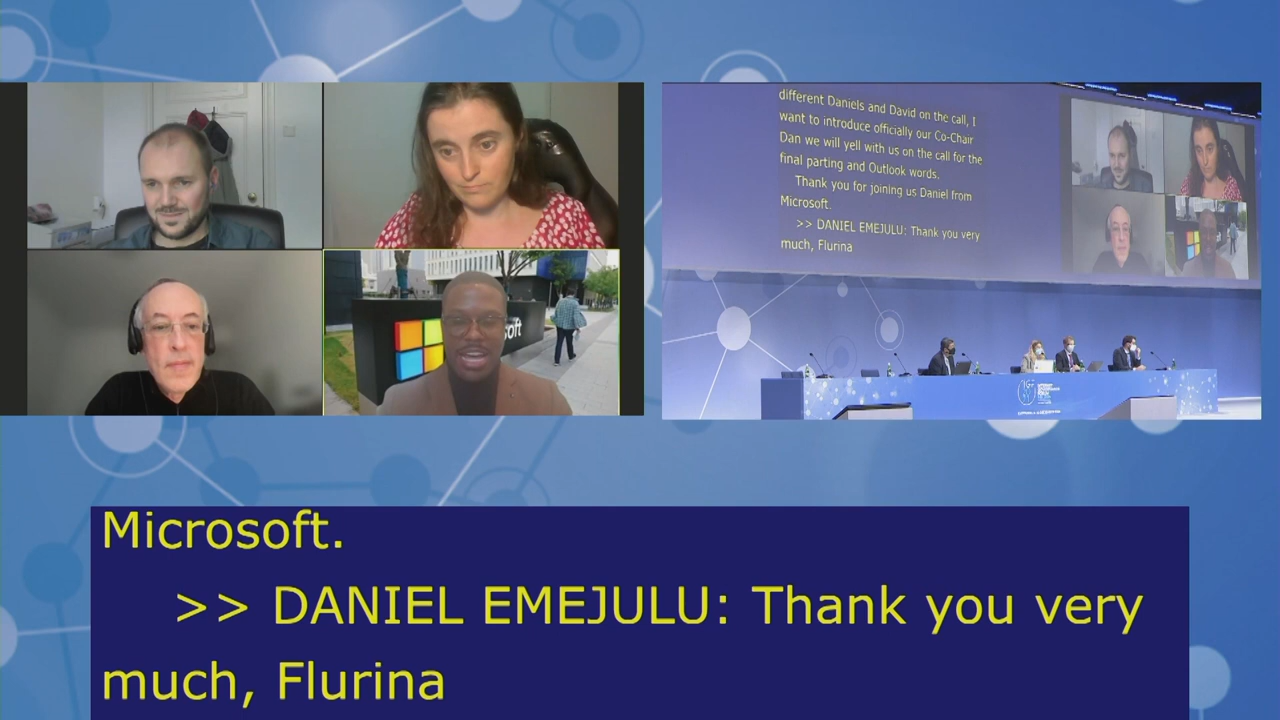 soft
different Daniels and David on the call, I
want to introduce officially our Co-Chair
Dan we will yell with us on the call for the
final parting and Outlook words.
Thank you for joining us Daniel from
Microsoft.
>> DANIEL EMEJULU: Thank you very
much, Flurina
Microsoft.
>> DANIEL EMEJULU: Thank you very
much, Flurina